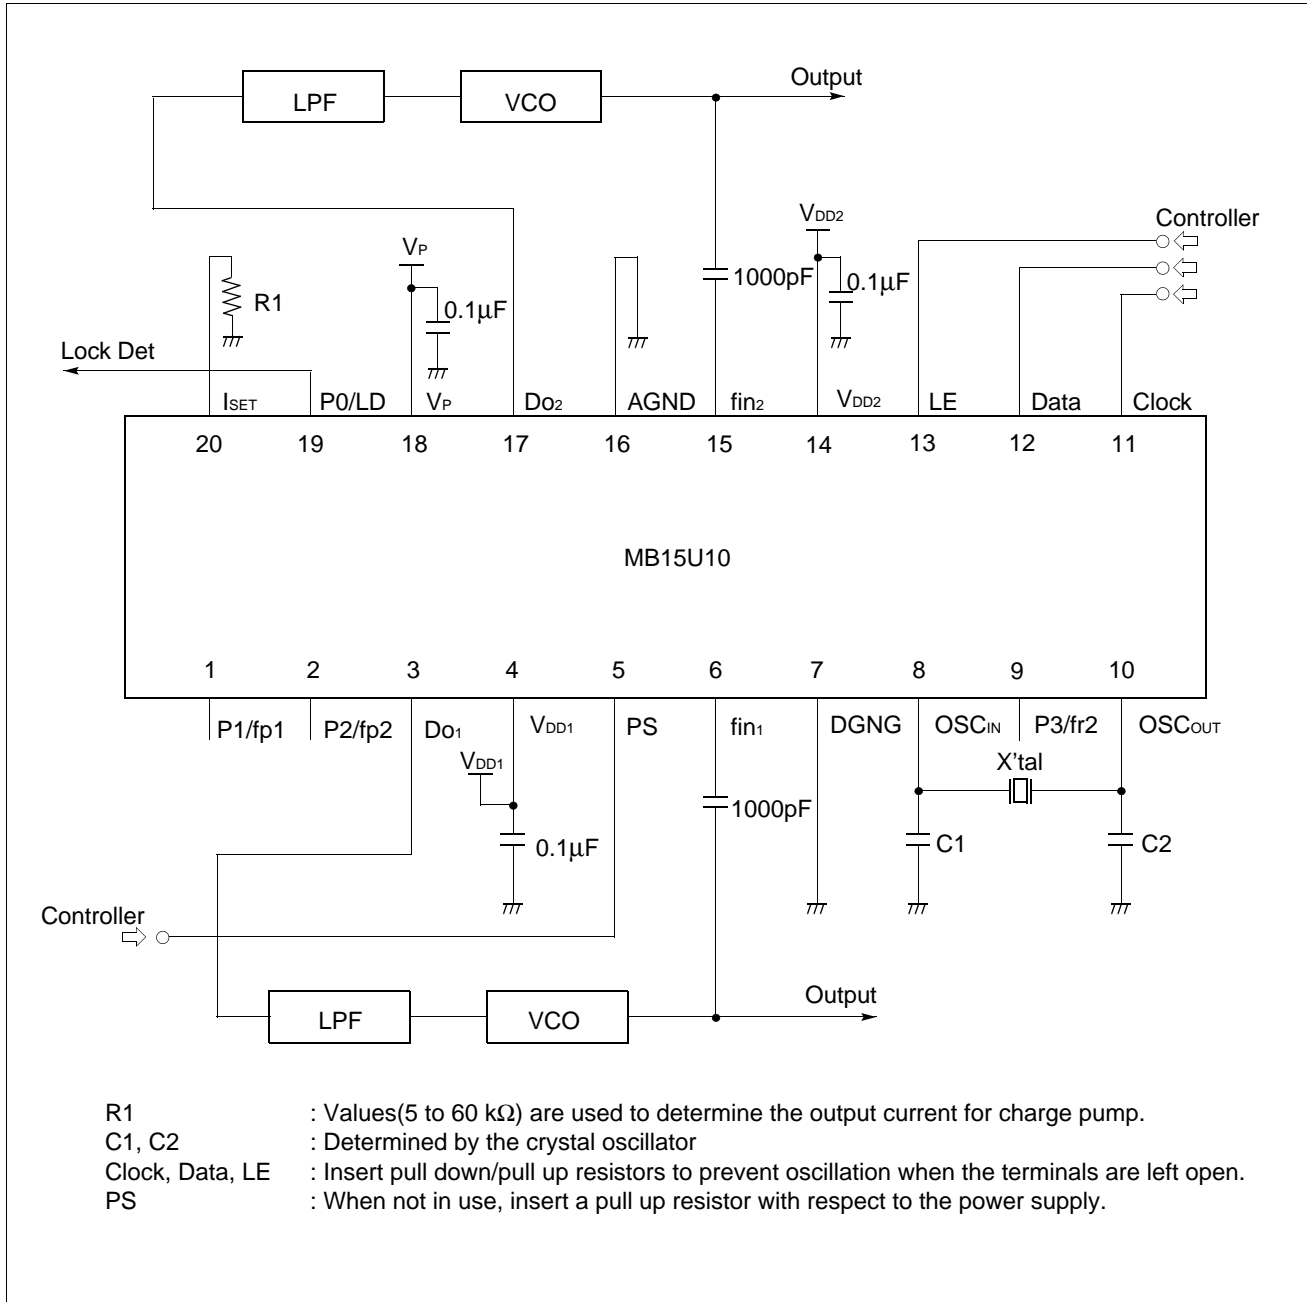 Output
LPF
VCO
VDD2
Controller
VP
1000pF
0.1µF
R1
0.1µF
Lock Det
ISET
P0/LD
VP
Do2
AGND
fin2
VDD2
LE
Data
Clock
20
19
18
17
16
15
14
13
12
11
MB15U10
1
2
3
4
5
6
7
8
9
10
P1/fp1
P2/fp2
Do1
VDD1
PS
fin1
DGNG
OSCIN
P3/fr2
OSCOUT
VDD1
X'tal
1000pF
0.1µF
C1
C2
Controller
Output
LPF
VCO
R1 : Values(5 to 60 kΩ) are used to determine the output current for charge pump.
C1, C2 : Determined by the crystal oscillator
Clock, Data, LE : Insert pull down/pull up resistors to prevent oscillation when the terminals are left open.
PS : When not in use, insert a pull up resistor with respect to the power supply.